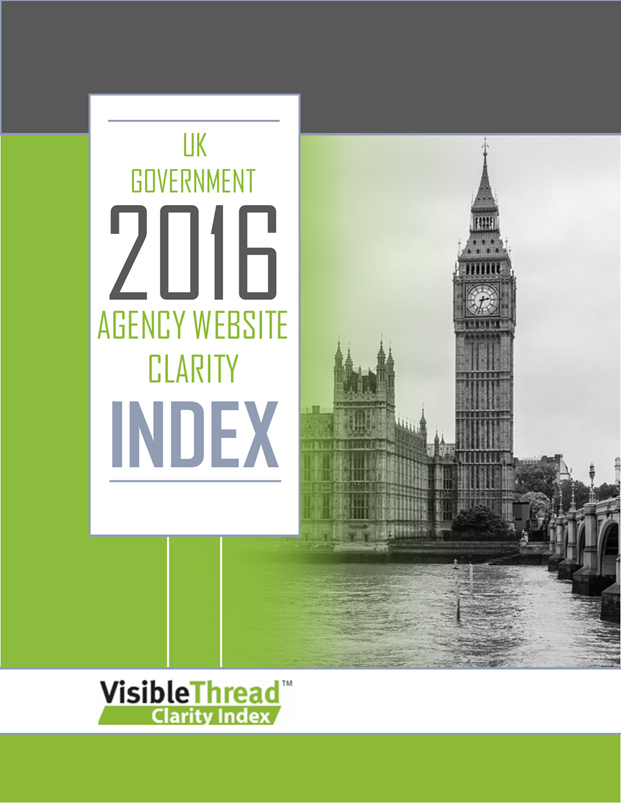 UK
GOVERNMENT
2016
AGENCY WEBSITE
CLARITY
INDEX
VisibleThread™
Clarity Index